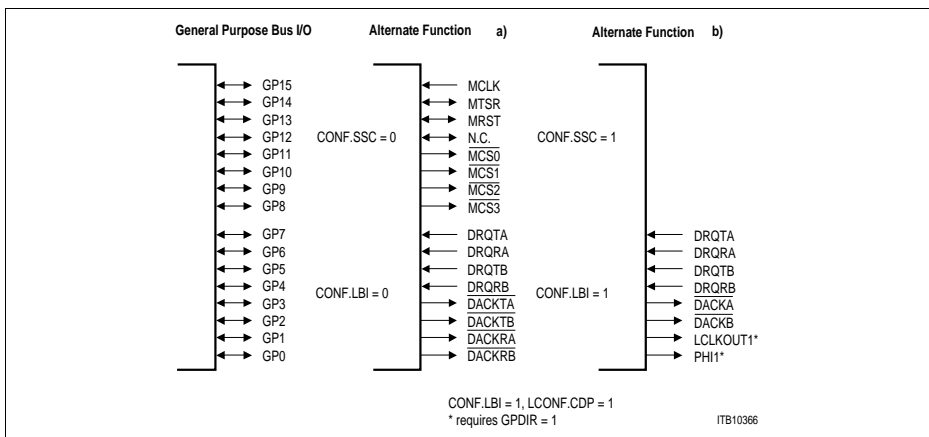 General Purpose Bus I/O
Alternate Function a)
Alternate Function b)
GP15
GP14
GP13
GP12
GP11
GP10
GP9
GP8
GP7
GP6
GP5
GP4
GP3
GP2
GP1
GP0
CONF.SSC = 0
CONF.LBI = 0
MCLK
MTSR
MRST
N.C.
MCS0
MCS1
MCS2
MCS3
DRQTA
DRQRA
DRQTB
DRQRB
DACKTA
DACKTB
DACKRA
DACKRB
CONF.SSC = 1
CONF.LBI = 1
DRQTA
DRQRA
DRQTB
DRQRB
DACKA
DACKB
LCLKOUT1*
PHI1*
CONF.LBI = 1, LCONF.CDP = 1
* requires GPDIR = 1
ITB10366